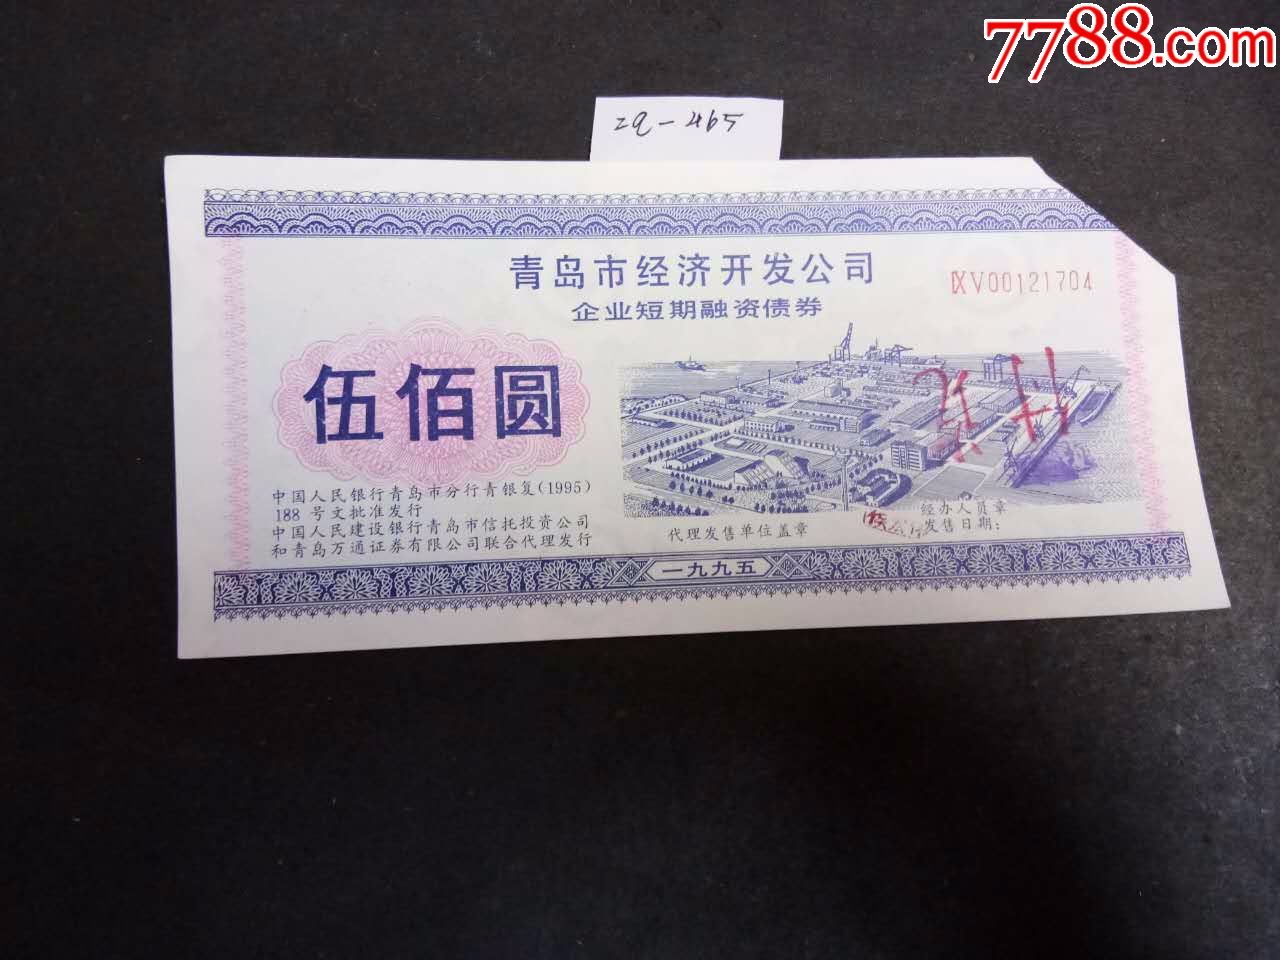 7788.com
zq-465
青岛市经济开发公司
企业短期融资债券
XV00121704
伍佰圆
中国人民银行青岛市分行青银复(1995)
188 号文批准发行
中国人民建设银行青岛市信托投资公司
和青岛万通证券有限公司联合代理发行
代理发售单位盖章
经办人员章
发售日期：
一九九五